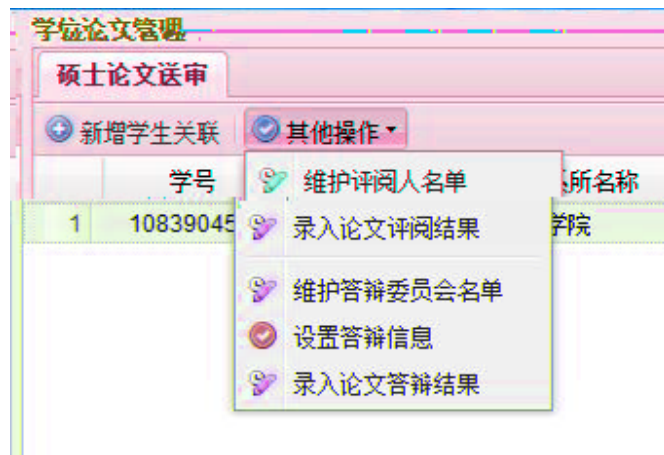 学位论文管理
硕士论文送审
新增学生关联 其他操作
学号 所名称
1 10839045 学院
维护评阅人名单
录入论文评阅结果
维护答辩委员会名单
设置答辩信息
录入论文答辩结果